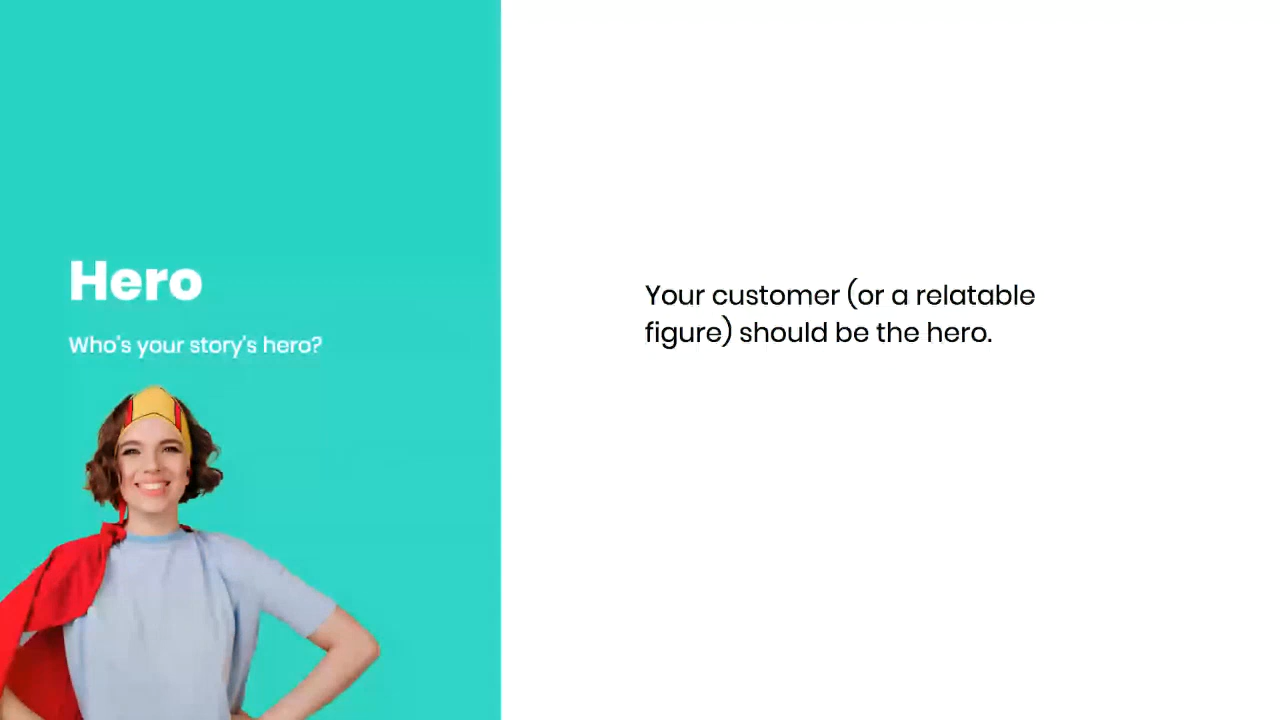 Hero
Who's your story's hero?
Your customer (or a relatable
figure) should be the hero.